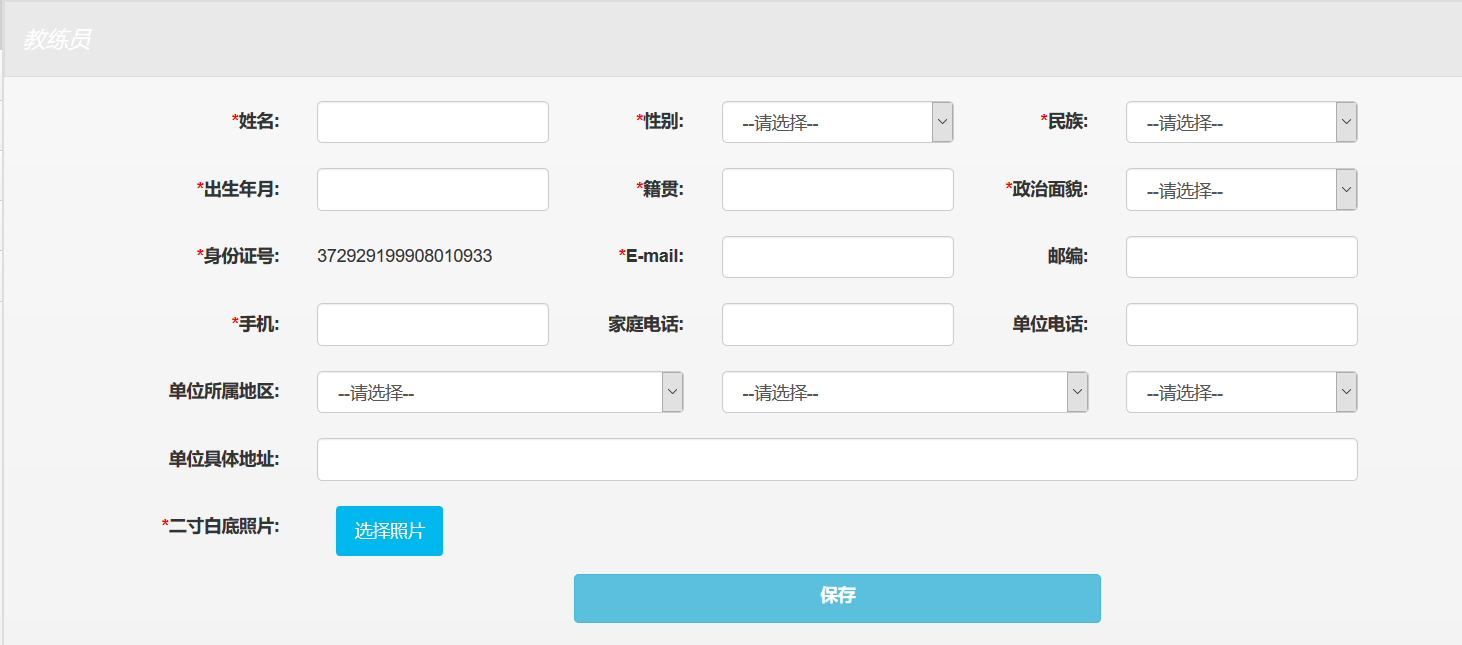 教练员
*姓名: *性别: --请选择-- *民族: --请选择--
*出生年月: *籍贯: *政治面貌: --请选择--
*身份证号: 372929199908010933 *E-mail: 邮编:
*手机: 家庭电话: 单位电话:
单位所属地区: --请选择-- --请选择-- --请选择--
单位具体地址:
*二寸白底照片: 选择照片
保存